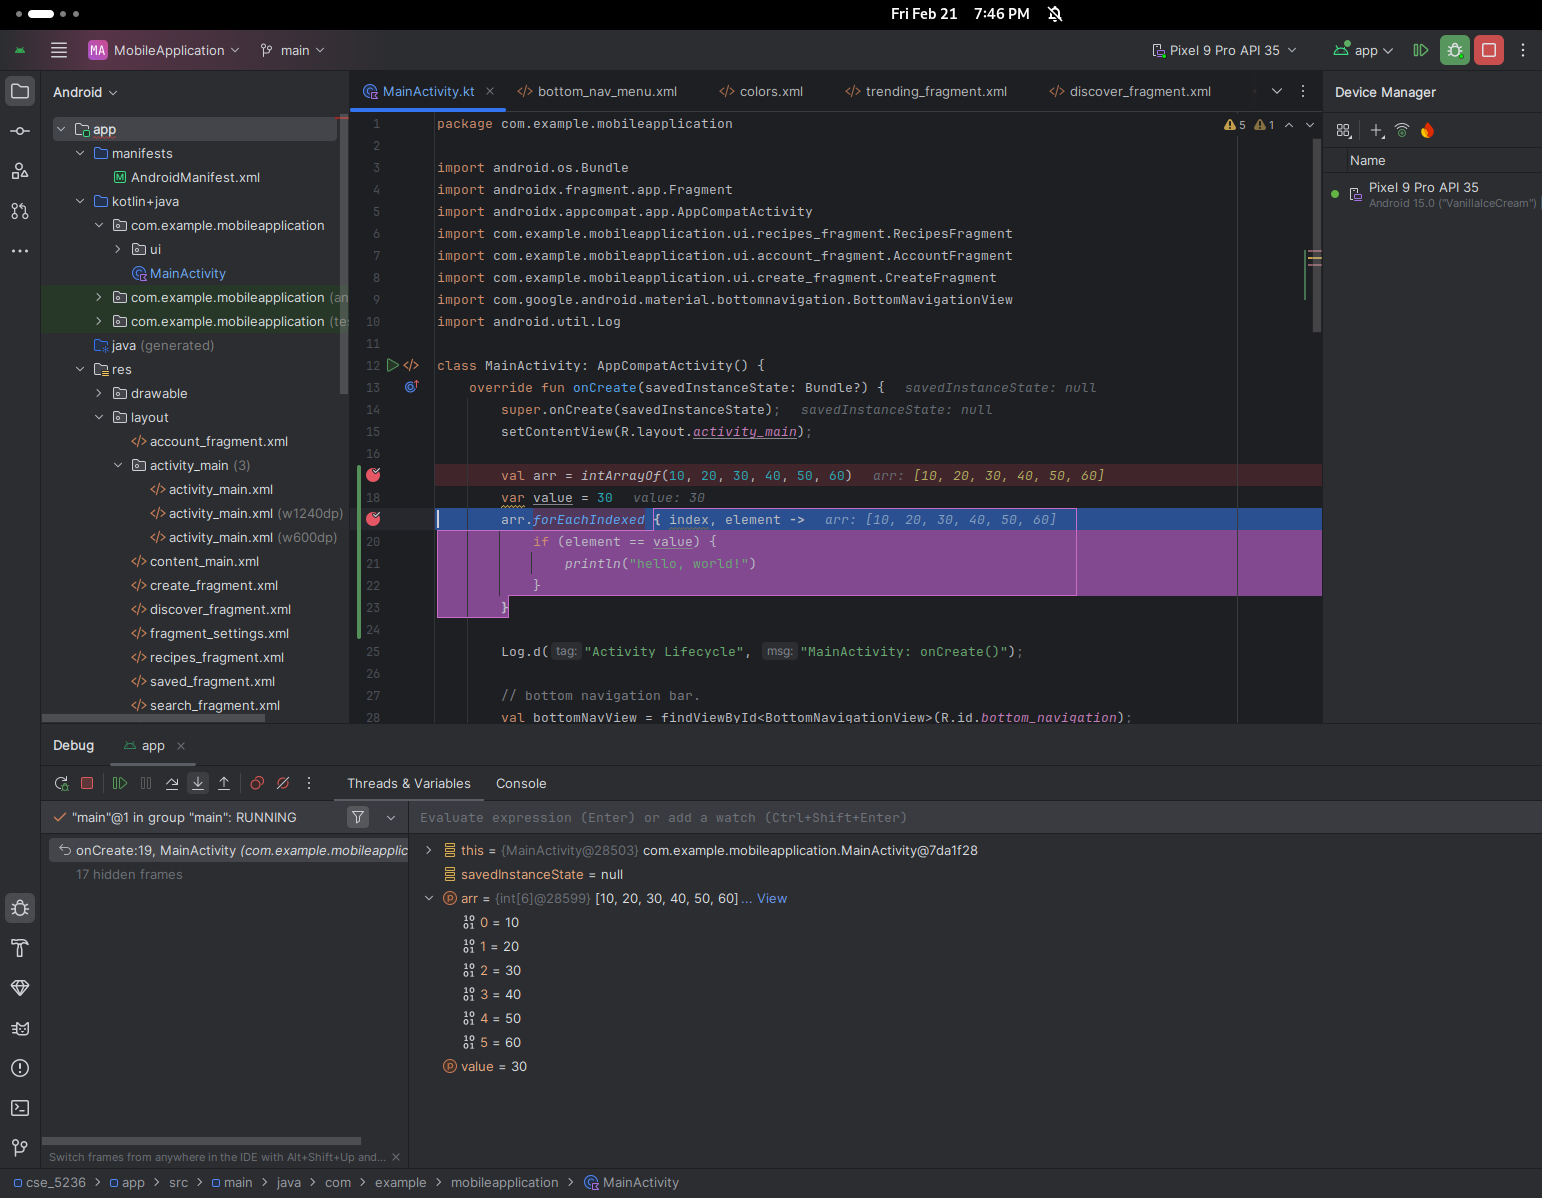 Fri Feb 21 7:46 PM
MA MobileApplication main Pixel 9 Pro API 35 app
Android
MainActivity.kt bottom_nav_menu.xml colors.xml trending_fragment.xml discover_fragment.xml
Device Manager
Name
Pixel 9 Pro API 35
Android 15.0 ("VanillaIceCream")
app
manifests
AndroidManifest.xml
kotlin+java
com.example.mobileapplication
ui
MainActivity
com.example.mobileapplication (an
com.example.mobileapplication (te
java (generated)
res
drawable
layout
account_fragment.xml
activity_main (3)
activity_main.xml
activity_main.xml (w1240dp)
activity_main.xml (w600dp)
content_main.xml
create_fragment.xml
discover_fragment.xml
fragment_settings.xml
recipes_fragment.xml
saved_fragment.xml
search_fragment.xml
5 1
1 package com.example.mobileapplication
2
3 import android.os.Bundle
4 import androidx.fragment.app.Fragment
5 import androidx.appcompat.app.AppCompatActivity
6 import com.example.mobileapplication.ui.recipes_fragment.RecipesFragment
7 import com.example.mobileapplication.ui.account_fragment.AccountFragment
8 import com.example.mobileapplication.ui.create_fragment.CreateFragment
9 import com.google.android.material.bottomnavigation.BottomNavigationView
10 import android.util.Log
11
12 class MainActivity: AppCompatActivity() {
13 override fun onCreate(savedInstanceState: Bundle?) { savedInstanceState: null
14 super.onCreate(savedInstanceState); savedInstanceState: null
15 setContentView(R.layout.activity_main);
16
val arr = intArrayOf(10, 20, 30, 40, 50, 60) arr: [10, 20, 30, 40, 50, 60]
18 var value = 30 value: 30
arr.forEachIndexed { index, element -> arr: [10, 20, 30, 40, 50, 60]
20 if (element == value) {
21 println("hello, world!")
22 }
23 }
24
25 Log.d( tag: "Activity Lifecycle", msg: "MainActivity: onCreate()");
26
27 // bottom navigation bar.
28 val bottomNavView = findViewById<BottomNavigationView>(R.id.bottom_navigation);
Debug app
Threads & Variables Console
"main"@1 in group "main": RUNNING
onCreate:19, MainActivity (com.example.mobileapplic
17 hidden frames
Evaluate expression (Enter) or add a watch (Ctrl+Shift+Enter)
this = {MainActivity@28503} com.example.mobileapplication.MainActivity@7da1f28
savedInstanceState = null
arr = {int[6]@28599} [10, 20, 30, 40, 50, 60] ... View
0 = 10
1 = 20
2 = 30
3 = 40
4 = 50
5 = 60
value = 30
Switch frames from anywhere in the IDE with Alt+Shift+Up and...
cse_5236 > app > src > main > java > com > example > mobileapplication > MainActivity